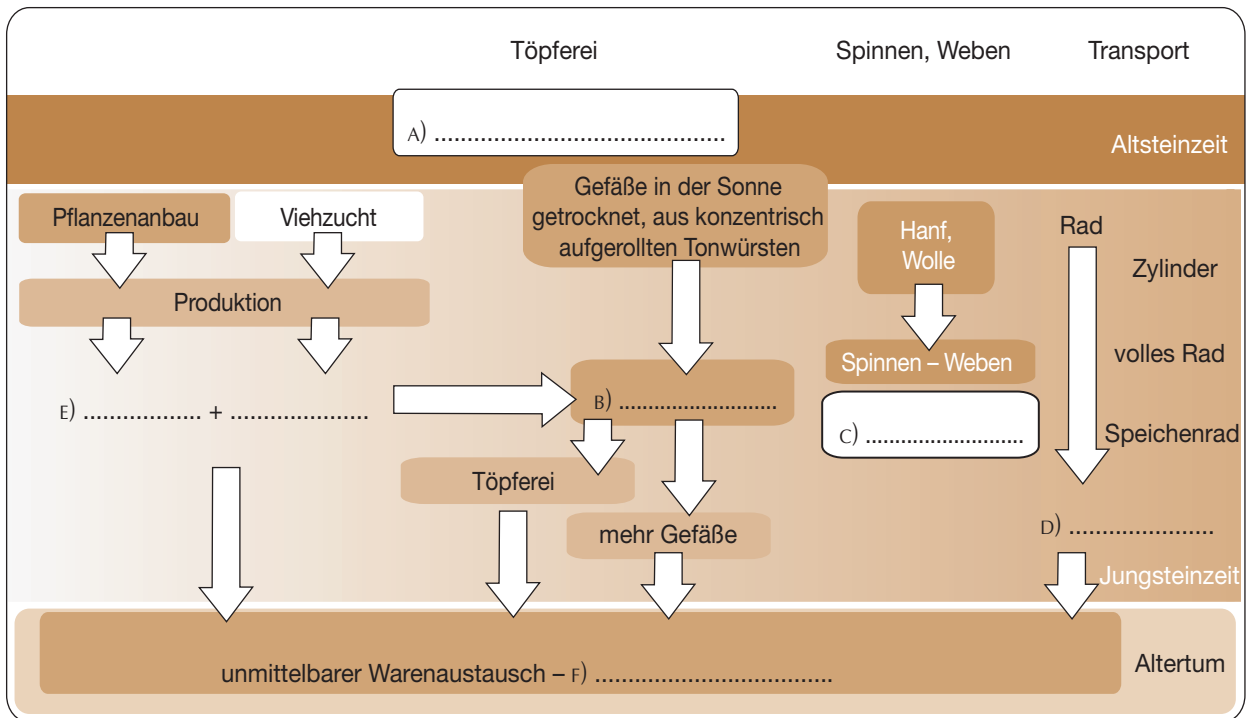 Töpferei
Spinnen, Weben
Transport
A) ..........................................
Altsteinzeit
Pflanzenanbau
Viehzucht
Gefäße in der Sonne
getrocknet, aus konzentrisch
aufgerollten Tonwürsten
Hanf,
Wolle
Rad
Zylinder
Produktion
volles Rad
Spinnen – Weben
E) ................. + ....................
B) ...........................
C) ...........................
Speichenrad
Töpferei
mehr Gefäße
D) .....................
Jungsteinzeit
unmittelbarer Warenaustausch – F) ..................................
Altertum